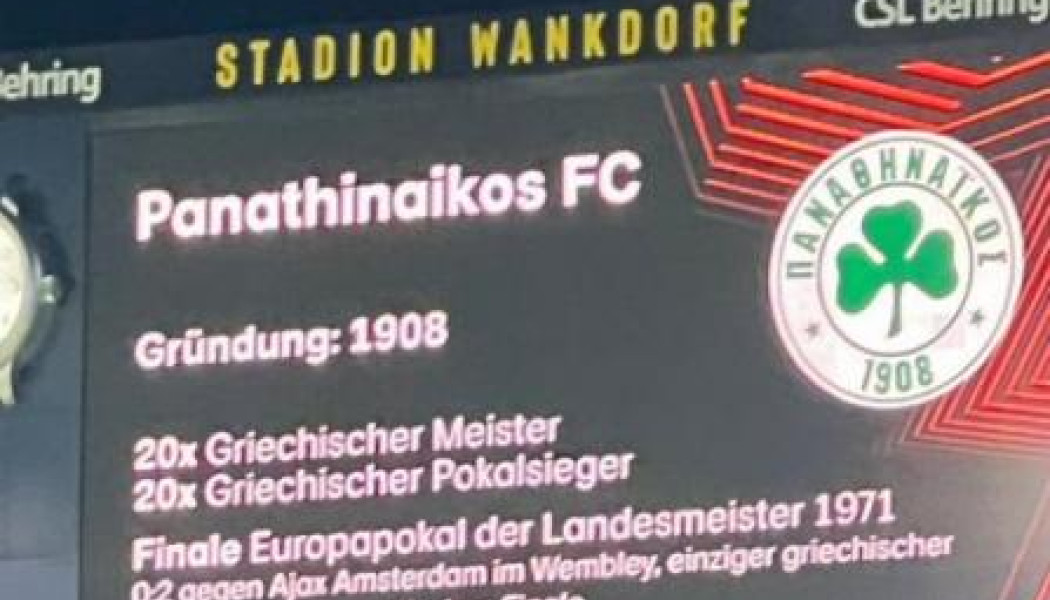 CSL Behring
Behring
STADION WANKDORF
Panathinaikos FC
ΠΑΝΑΘΗΝΑΪΚΟΣ
1908
Gründung: 1908
20x Griechischer Meister
20x Griechischer Pokalsieger
Finale Europapokal der Landesmeister 1971
0:2 gegen Ajax Amsterdam im Wembley, einziger griechischer